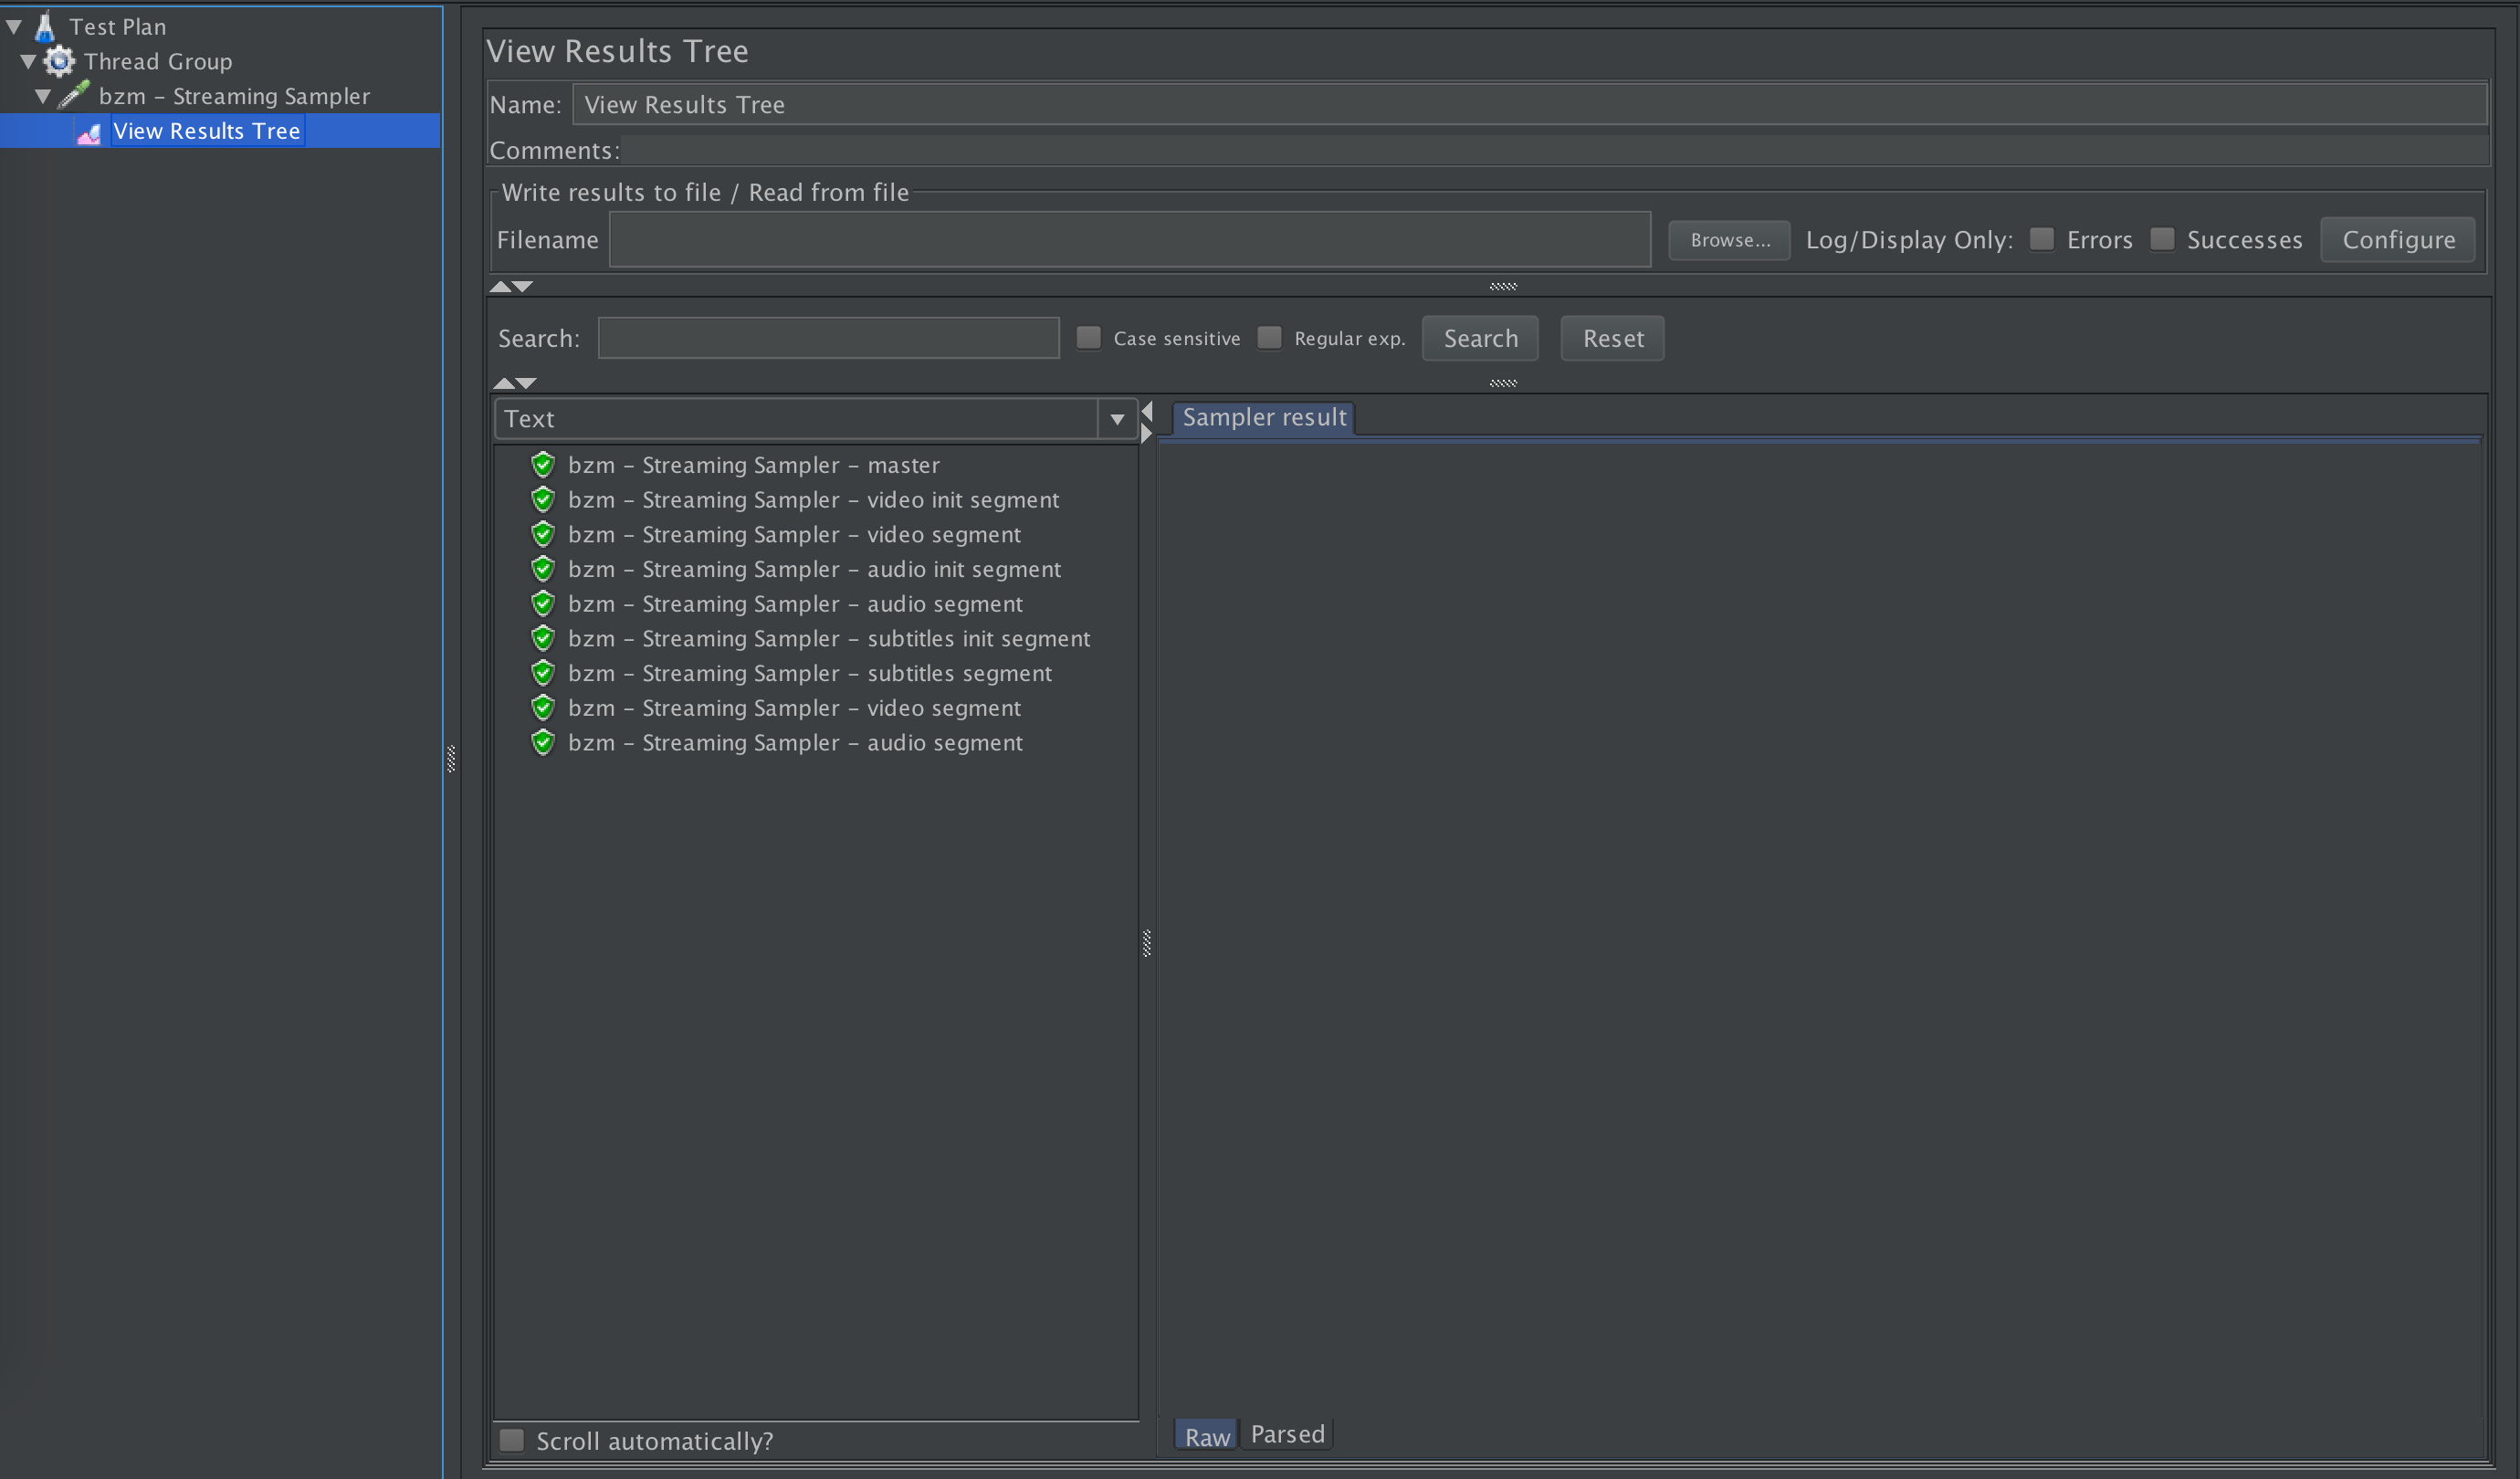 Test Plan
Thread Group
bzm – Streaming Sampler
View Results Tree
View Results Tree
Name: View Results Tree
Comments:
Write results to file / Read from file
Filename Browse... Log/Display Only: Errors Successes Configure
Search: Case sensitive Regular exp. Search Reset
Text
bzm – Streaming Sampler – master
bzm – Streaming Sampler – video init segment
bzm – Streaming Sampler – video segment
bzm – Streaming Sampler – audio init segment
bzm – Streaming Sampler – audio segment
bzm – Streaming Sampler – subtitles init segment
bzm – Streaming Sampler – subtitles segment
bzm – Streaming Sampler – video segment
bzm – Streaming Sampler – audio segment
Scroll automatically?
Sampler result
Raw Parsed